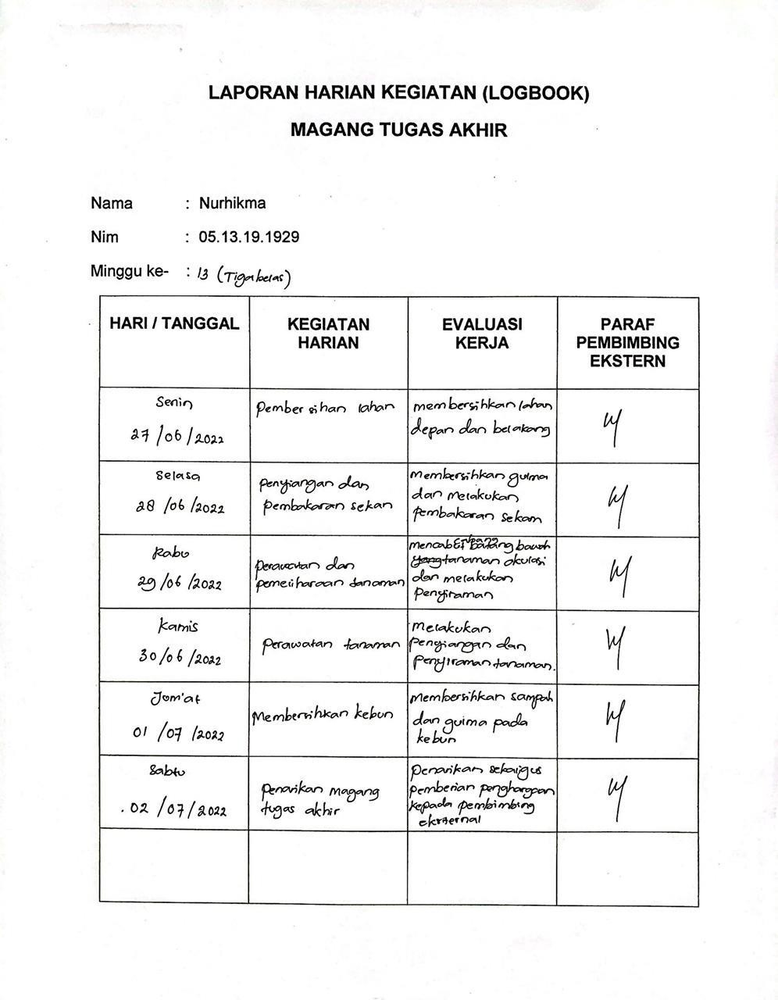 LAPORAN HARIAN KEGIATAN (LOGBOOK)
MAGANG TUGAS AKHIR
Nama : Nurhikma
Nim : 05.13.19.1929
Minggu ke- : 13 (Tiga belas)
HARI / TANGGAL
KEGIATAN
HARIAN
EVALUASI
KERJA
PARAF
PEMBIMBING
EKSTERN
Senin
27/06/2022
Pembersihan lahan
membersihkan lahan
depan dan belakang
Selasa
28/06/2022
Penyiangan dan
Pembakaran sekan
Membersihkan gulma
dan Melakukan
Pembakaran sekam
Rabu
29/06/2022
Perawatan dan
pemeliharaan tanaman
batang bawah
yang tanaman okulasi
dan melakukan
Penyiraman
Kamis
30/06/2022
Perawatan tanaman
Melakukan
Penyiangan dan
Penyiraman tanaman.
Jum'at
01/07/2022
Membersihkan kebun
Membersihkan sampah
dan gulma pada
kebun
Sabtu
02/07/2022
Penarikan magang
tugas akhir
Penarikan sekaligus
pemberian penghargaan
kepada pembimbing
eksternal